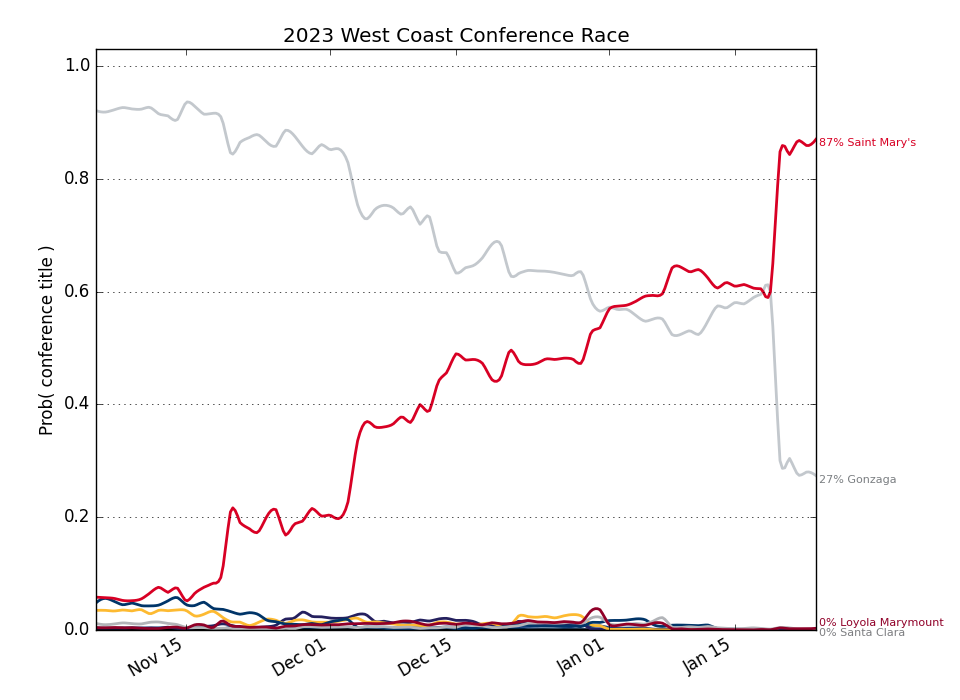 2023 West Coast Conference Race
1.0
0.8
0.6
0.4
0.2
0.0
Prob( conference title )
87% Saint Mary's
27% Gonzaga
0% Loyola Marymount
0% Santa Clara
Nov 15
Dec 01
Dec 15
Jan 01
Jan 15